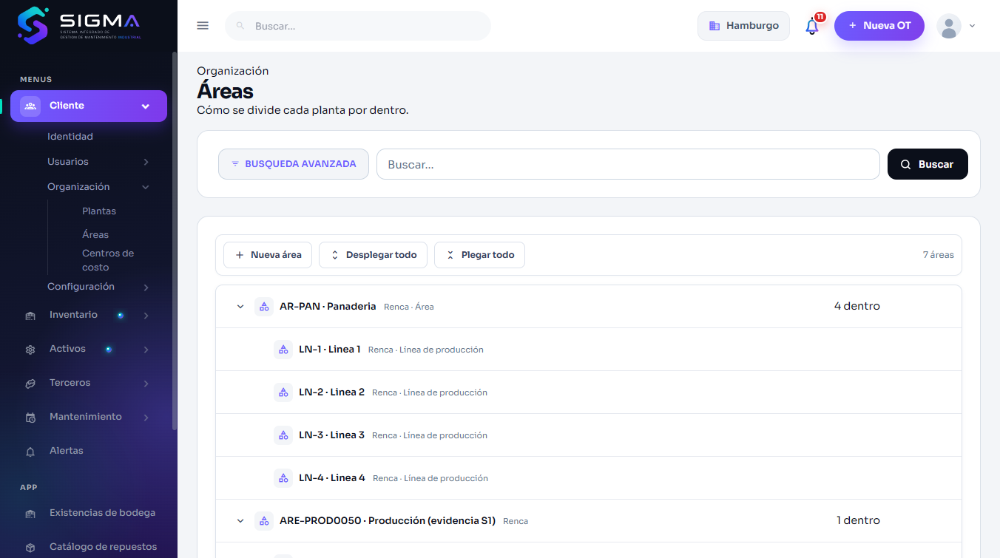 SIGMA
SISTEMA INTEGRADO DE
GESTION DE MANTENIMIENTO INDUSTRIAL
Buscar...
Hamburgo
11
+ Nueva OT
MENUS
Cliente
Identidad
Usuarios
Organización
Plantas
Áreas
Centros de
costo
Configuración
Inventario
Activos
Terceros
Mantenimiento
Alertas
APP
Existencias de bodega
Catálogo de repuestos
Organización
Áreas
Cómo se divide cada planta por dentro.
BUSQUEDA AVANZADA
Buscar...
Buscar
+ Nueva área
Desplegar todo
Plegar todo
7 áreas
AR-PAN · Panaderia Renca · Área 4 dentro
LN-1 · Linea 1 Renca · Línea de producción
LN-2 · Linea 2 Renca · Línea de producción
LN-3 · Linea 3 Renca · Línea de producción
LN-4 · Linea 4 Renca · Línea de producción
ARE-PROD0050 · Producción (evidencia S1) Renca 1 dentro